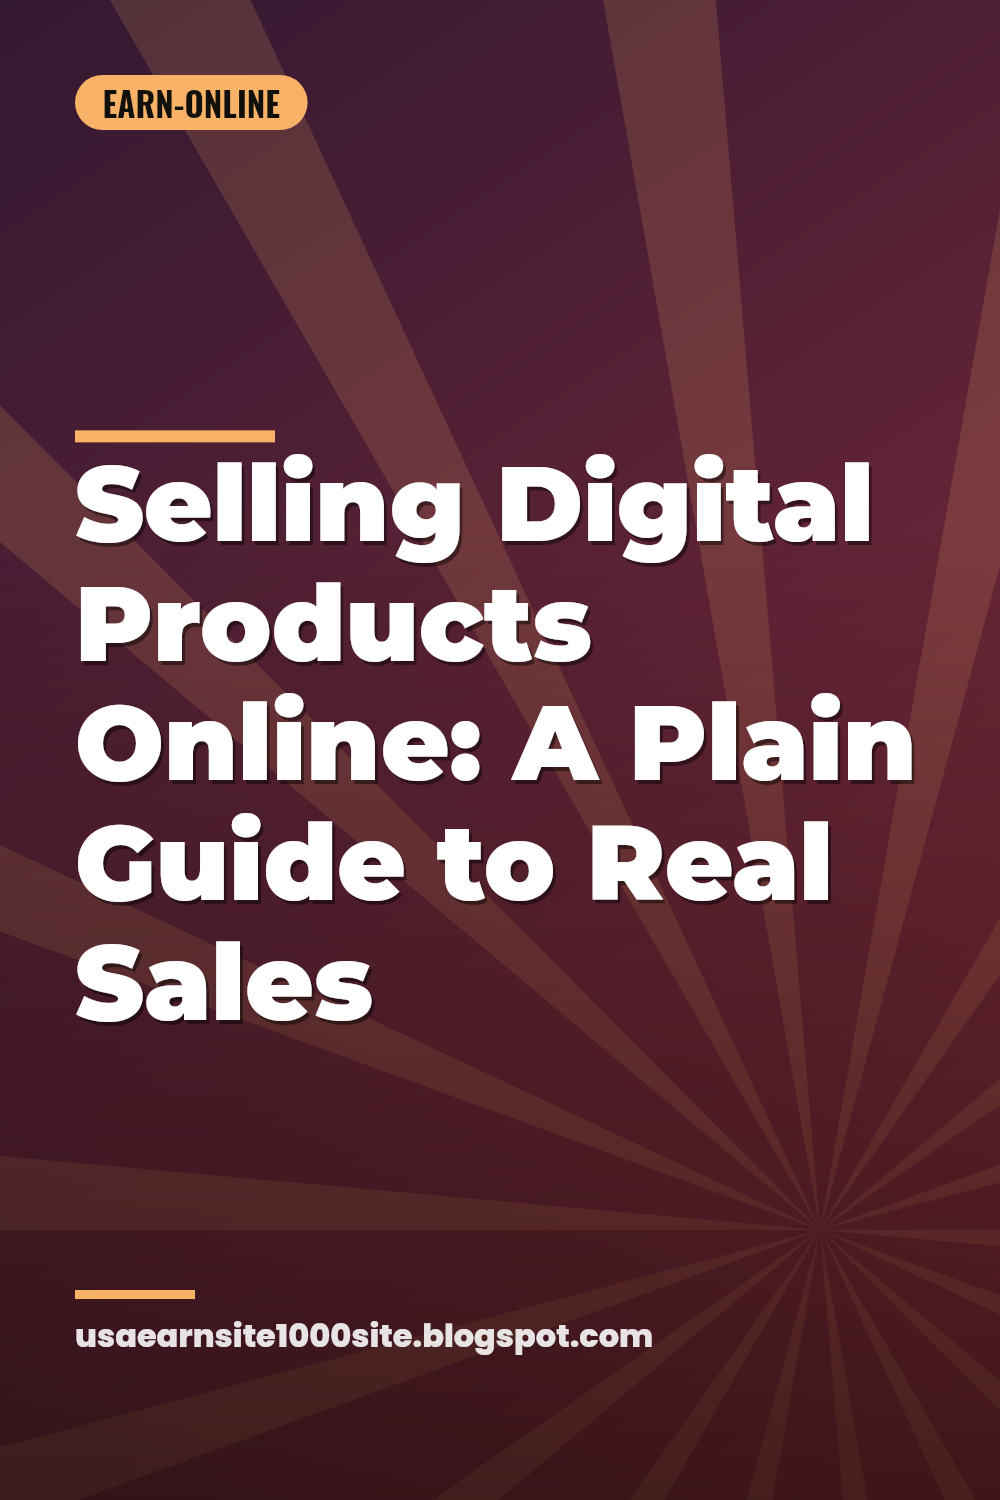 EARN-ONLINE
Selling Digital
Products
Online: A Plain
Guide to Real
Sales
usaearnsite1000site.blogspot.com